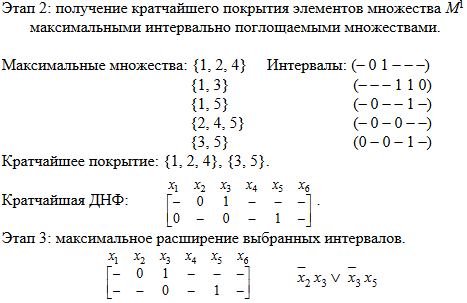 Этап 2: получение кратчайшего покрытия элементов множества M¹
максимальными интервально поглощаемыми множествами.
Максимальные множества: {1, 2, 4} Интервалы: (– 0 1 – – –)
{1, 3} (– – – 1 1 0)
{1, 5} (– 0 – – 1 –)
{2, 4, 5} (– 0 – 0 – –)
{3, 5} (0 – 0 – 1 –)
Кратчайшее покрытие: {1, 2, 4}, {3, 5}.
x₁ x₂ x₃ x₄ x₅ x₆
Кратчайшая ДНФ: [– 0 1 – – –
0 – 0 – 1 –] .
Этап 3: максимальное расширение выбранных интервалов.
x₁ x₂ x₃ x₄ x₅ x₆
[– 0 1 – – –
– – 0 – 1 –] x̅₂ x₃ ∨ x̅₃ x₅